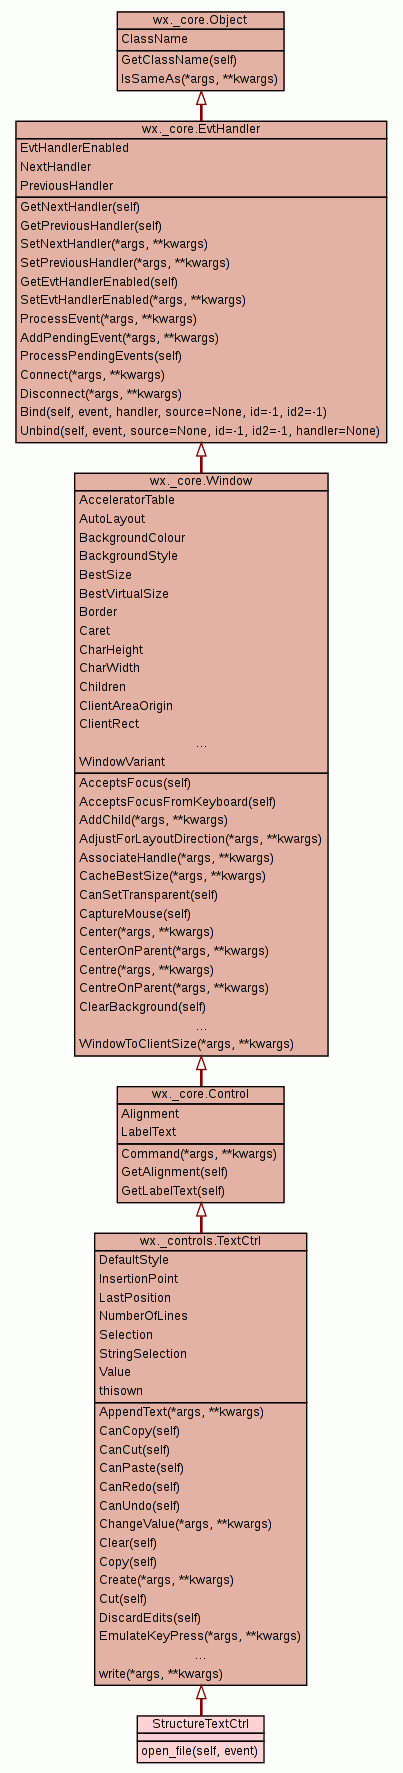 wx._core.Object
ClassName
GetClassName(self)
IsSameAs(*args, **kwargs)
wx._core.EvtHandler
EvtHandlerEnabled
NextHandler
PreviousHandler
GetNextHandler(self)
GetPreviousHandler(self)
SetNextHandler(*args, **kwargs)
SetPreviousHandler(*args, **kwargs)
GetEvtHandlerEnabled(self)
SetEvtHandlerEnabled(*args, **kwargs)
ProcessEvent(*args, **kwargs)
AddPendingEvent(*args, **kwargs)
ProcessPendingEvents(self)
Connect(*args, **kwargs)
Disconnect(*args, **kwargs)
Bind(self, event, handler, source=None, id=-1, id2=-1)
Unbind(self, event, source=None, id=-1, id2=-1, handler=None)
wx._core.Window
AcceleratorTable
AutoLayout
BackgroundColour
BackgroundStyle
BestSize
BestVirtualSize
Border
Caret
CharHeight
CharWidth
Children
ClientAreaOrigin
ClientRect
...
WindowVariant
AcceptsFocus(self)
AcceptsFocusFromKeyboard(self)
AddChild(*args, **kwargs)
AdjustForLayoutDirection(*args, **kwargs)
AssociateHandle(*args, **kwargs)
CacheBestSize(*args, **kwargs)
CanSetTransparent(self)
CaptureMouse(self)
Center(*args, **kwargs)
CenterOnParent(*args, **kwargs)
Centre(*args, **kwargs)
CentreOnParent(*args, **kwargs)
ClearBackground(self)
...
WindowToClientSize(*args, **kwargs)
wx._core.Control
Alignment
LabelText
Command(*args, **kwargs)
GetAlignment(self)
GetLabelText(self)
wx._controls.TextCtrl
DefaultStyle
InsertionPoint
LastPosition
NumberOfLines
Selection
StringSelection
Value
thisown
AppendText(*args, **kwargs)
CanCopy(self)
CanCut(self)
CanPaste(self)
CanRedo(self)
CanUndo(self)
ChangeValue(*args, **kwargs)
Clear(self)
Copy(self)
Create(*args, **kwargs)
Cut(self)
DiscardEdits(self)
EmulateKeyPress(*args, **kwargs)
...
write(*args, **kwargs)
StructureTextCtrl
open_file(self, event)